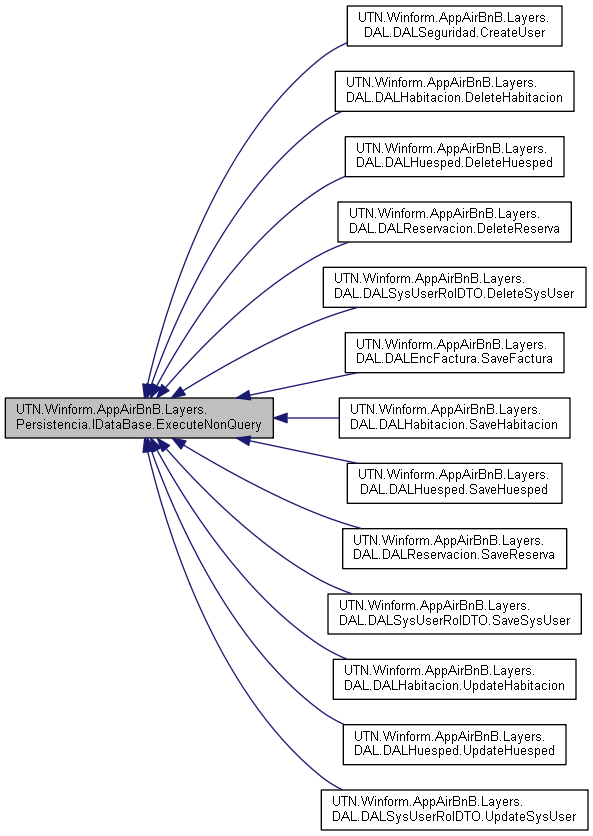 UTN.Winform.AppAirBnB.Layers.
DAL.DALSeguridad.CreateUser
UTN.Winform.AppAirBnB.Layers.
DAL.DALHabitacion.DeleteHabitacion
UTN.Winform.AppAirBnB.Layers.
DAL.DALHuesped.DeleteHuesped
UTN.Winform.AppAirBnB.Layers.
DAL.DALReservacion.DeleteReserva
UTN.Winform.AppAirBnB.Layers.
DAL.DALSysUserRolDTO.DeleteSysUser
UTN.Winform.AppAirBnB.Layers.
DAL.DALEncFactura.SaveFactura
UTN.Winform.AppAirBnB.Layers.
Persistencia.IDataBase.ExecuteNonQuery
UTN.Winform.AppAirBnB.Layers.
DAL.DALHabitacion.SaveHabitacion
UTN.Winform.AppAirBnB.Layers.
DAL.DALHuesped.SaveHuesped
UTN.Winform.AppAirBnB.Layers.
DAL.DALReservacion.SaveReserva
UTN.Winform.AppAirBnB.Layers.
DAL.DALSysUserRolDTO.SaveSysUser
UTN.Winform.AppAirBnB.Layers.
DAL.DALHabitacion.UpdateHabitacion
UTN.Winform.AppAirBnB.Layers.
DAL.DALHuesped.UpdateHuesped
UTN.Winform.AppAirBnB.Layers.
DAL.DALSysUserRolDTO.UpdateSysUser